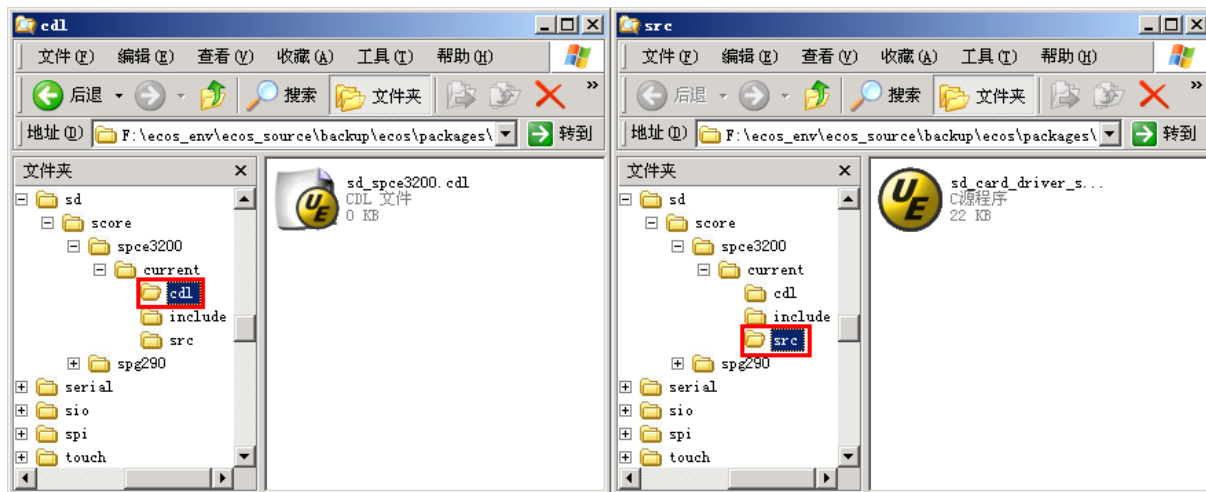 cdl
文件(F) 编辑(E) 查看(V) 收藏(A) 工具(T) 帮助(H)
后退 搜索 文件夹 »
地址(D) F:\ecos_env\ecos_source\backup\ecos\packages\ 转到
文件夹 x
sd
score
spce3200
current
cdl
include
src
spg290
serial
sio
spi
touch
sd_spce3200.cdl
CDL 文件
0 KB
src
文件(F) 编辑(E) 查看(V) 收藏(A) 工具(T) 帮助(H)
后退 搜索 文件夹 »
地址(D) F:\ecos_env\ecos_source\backup\ecos\packages\ 转到
文件夹 x
sd
score
spce3200
current
cdl
include
src
spg290
serial
sio
spi
touch
sd_card_driver_s...
C源程序
22 KB